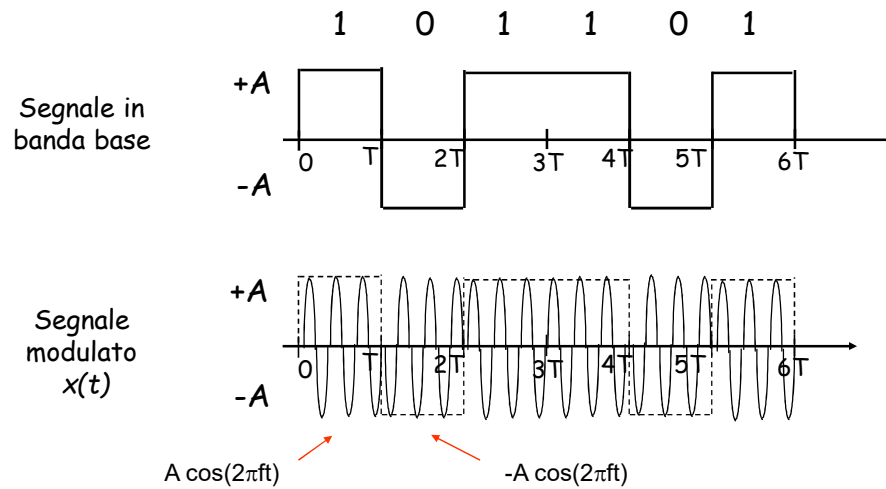 1 0 1 1 0 1
+A
Segnale in
banda base
0 T 2T 3T 4T 5T 6T
-A
+A
Segnale
modulato
x(t)
0 T 2T 3T 4T 5T 6T
-A
A cos(2πft) -A cos(2πft)